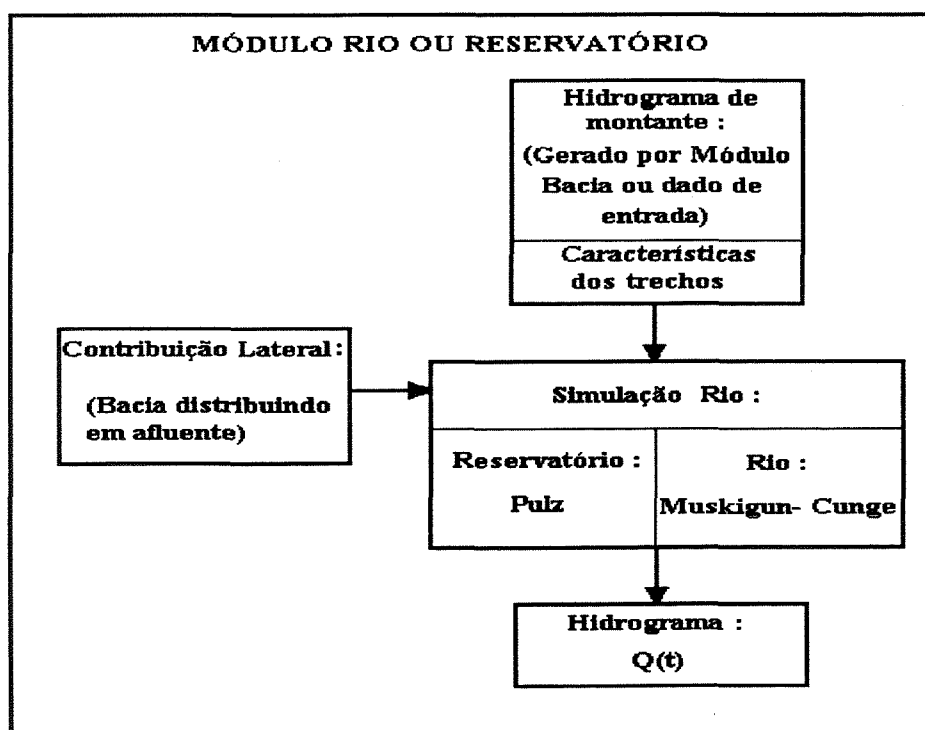 MÓDULO RIO OU RESERVATÓRIO
Hidrograma de
montante :
(Gerado por Módulo
Bacia ou dado de
entrada)
Características
dos trechos
Contribuição Lateral:
(Bacia distribuindo
em afluente)
Simulação Rio :
Reservatório :
Pulz
Rio :
Muskigun- Cunge
Hidrograma :
Q(t)